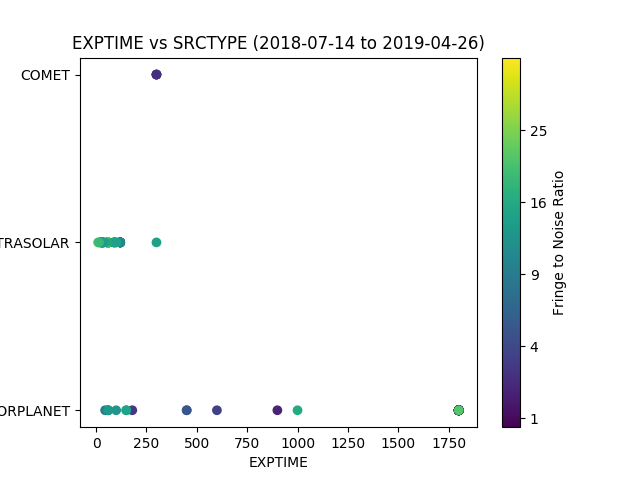 EXPTIME vs SRCTYPE (2018-07-14 to 2019-04-26)
COMET
TRASOLAR
ORPLANET
0 250 500 750 1000 1250 1500 1750
EXPTIME
25
16
9
4
1
Fringe to Noise Ratio